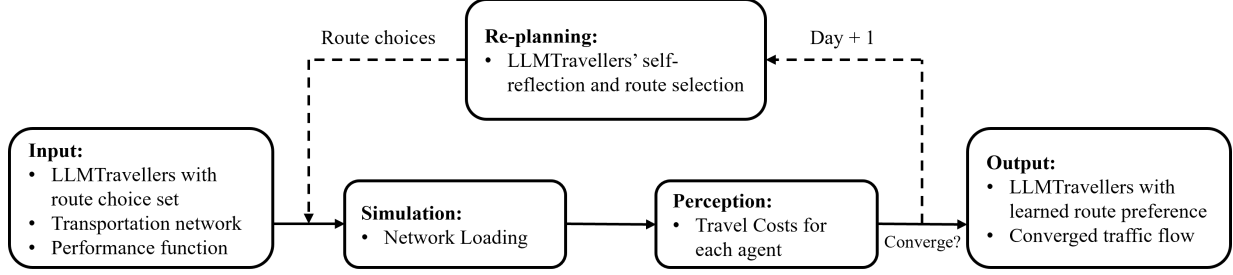 Route choices
Re-planning:
• LLMTravellers' self-
reflection and route selection
Day + 1
Input:
• LLMTravellers with
route choice set
• Transportation network
• Performance function
Simulation:
• Network Loading
Perception:
• Travel Costs for
each agent
Converge?
Output:
• LLMTravellers with
learned route preference
• Converged traffic flow